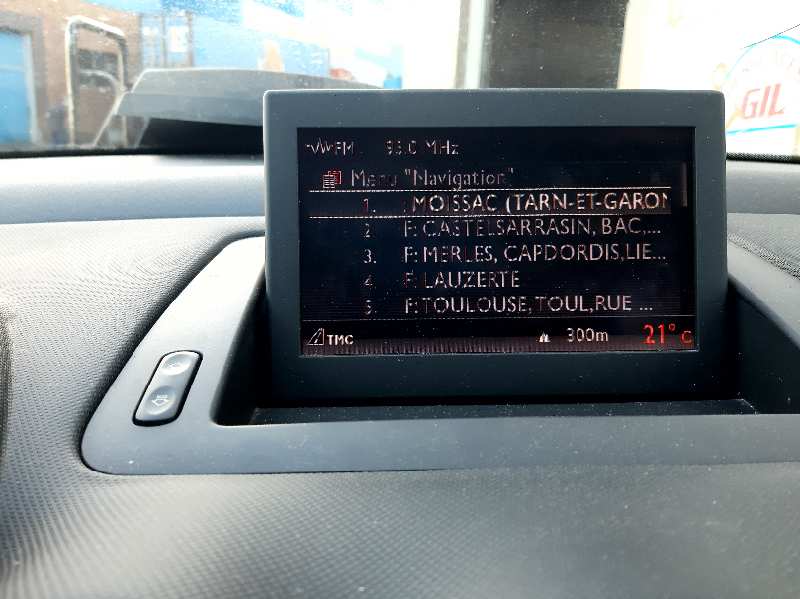 FM 93.0 MHz
Menu "Navigation"
1. : MOISSAC (TARN-ET-GARON
2 F: CASTELSARRASIN, BAC,...
3. F: MERLES, CAPDORDIS,LIE...
4 F: LAUZERTE
5 F:TOULOUSE,TOUL,RUE ...
TMC 300m 21° C
GIL